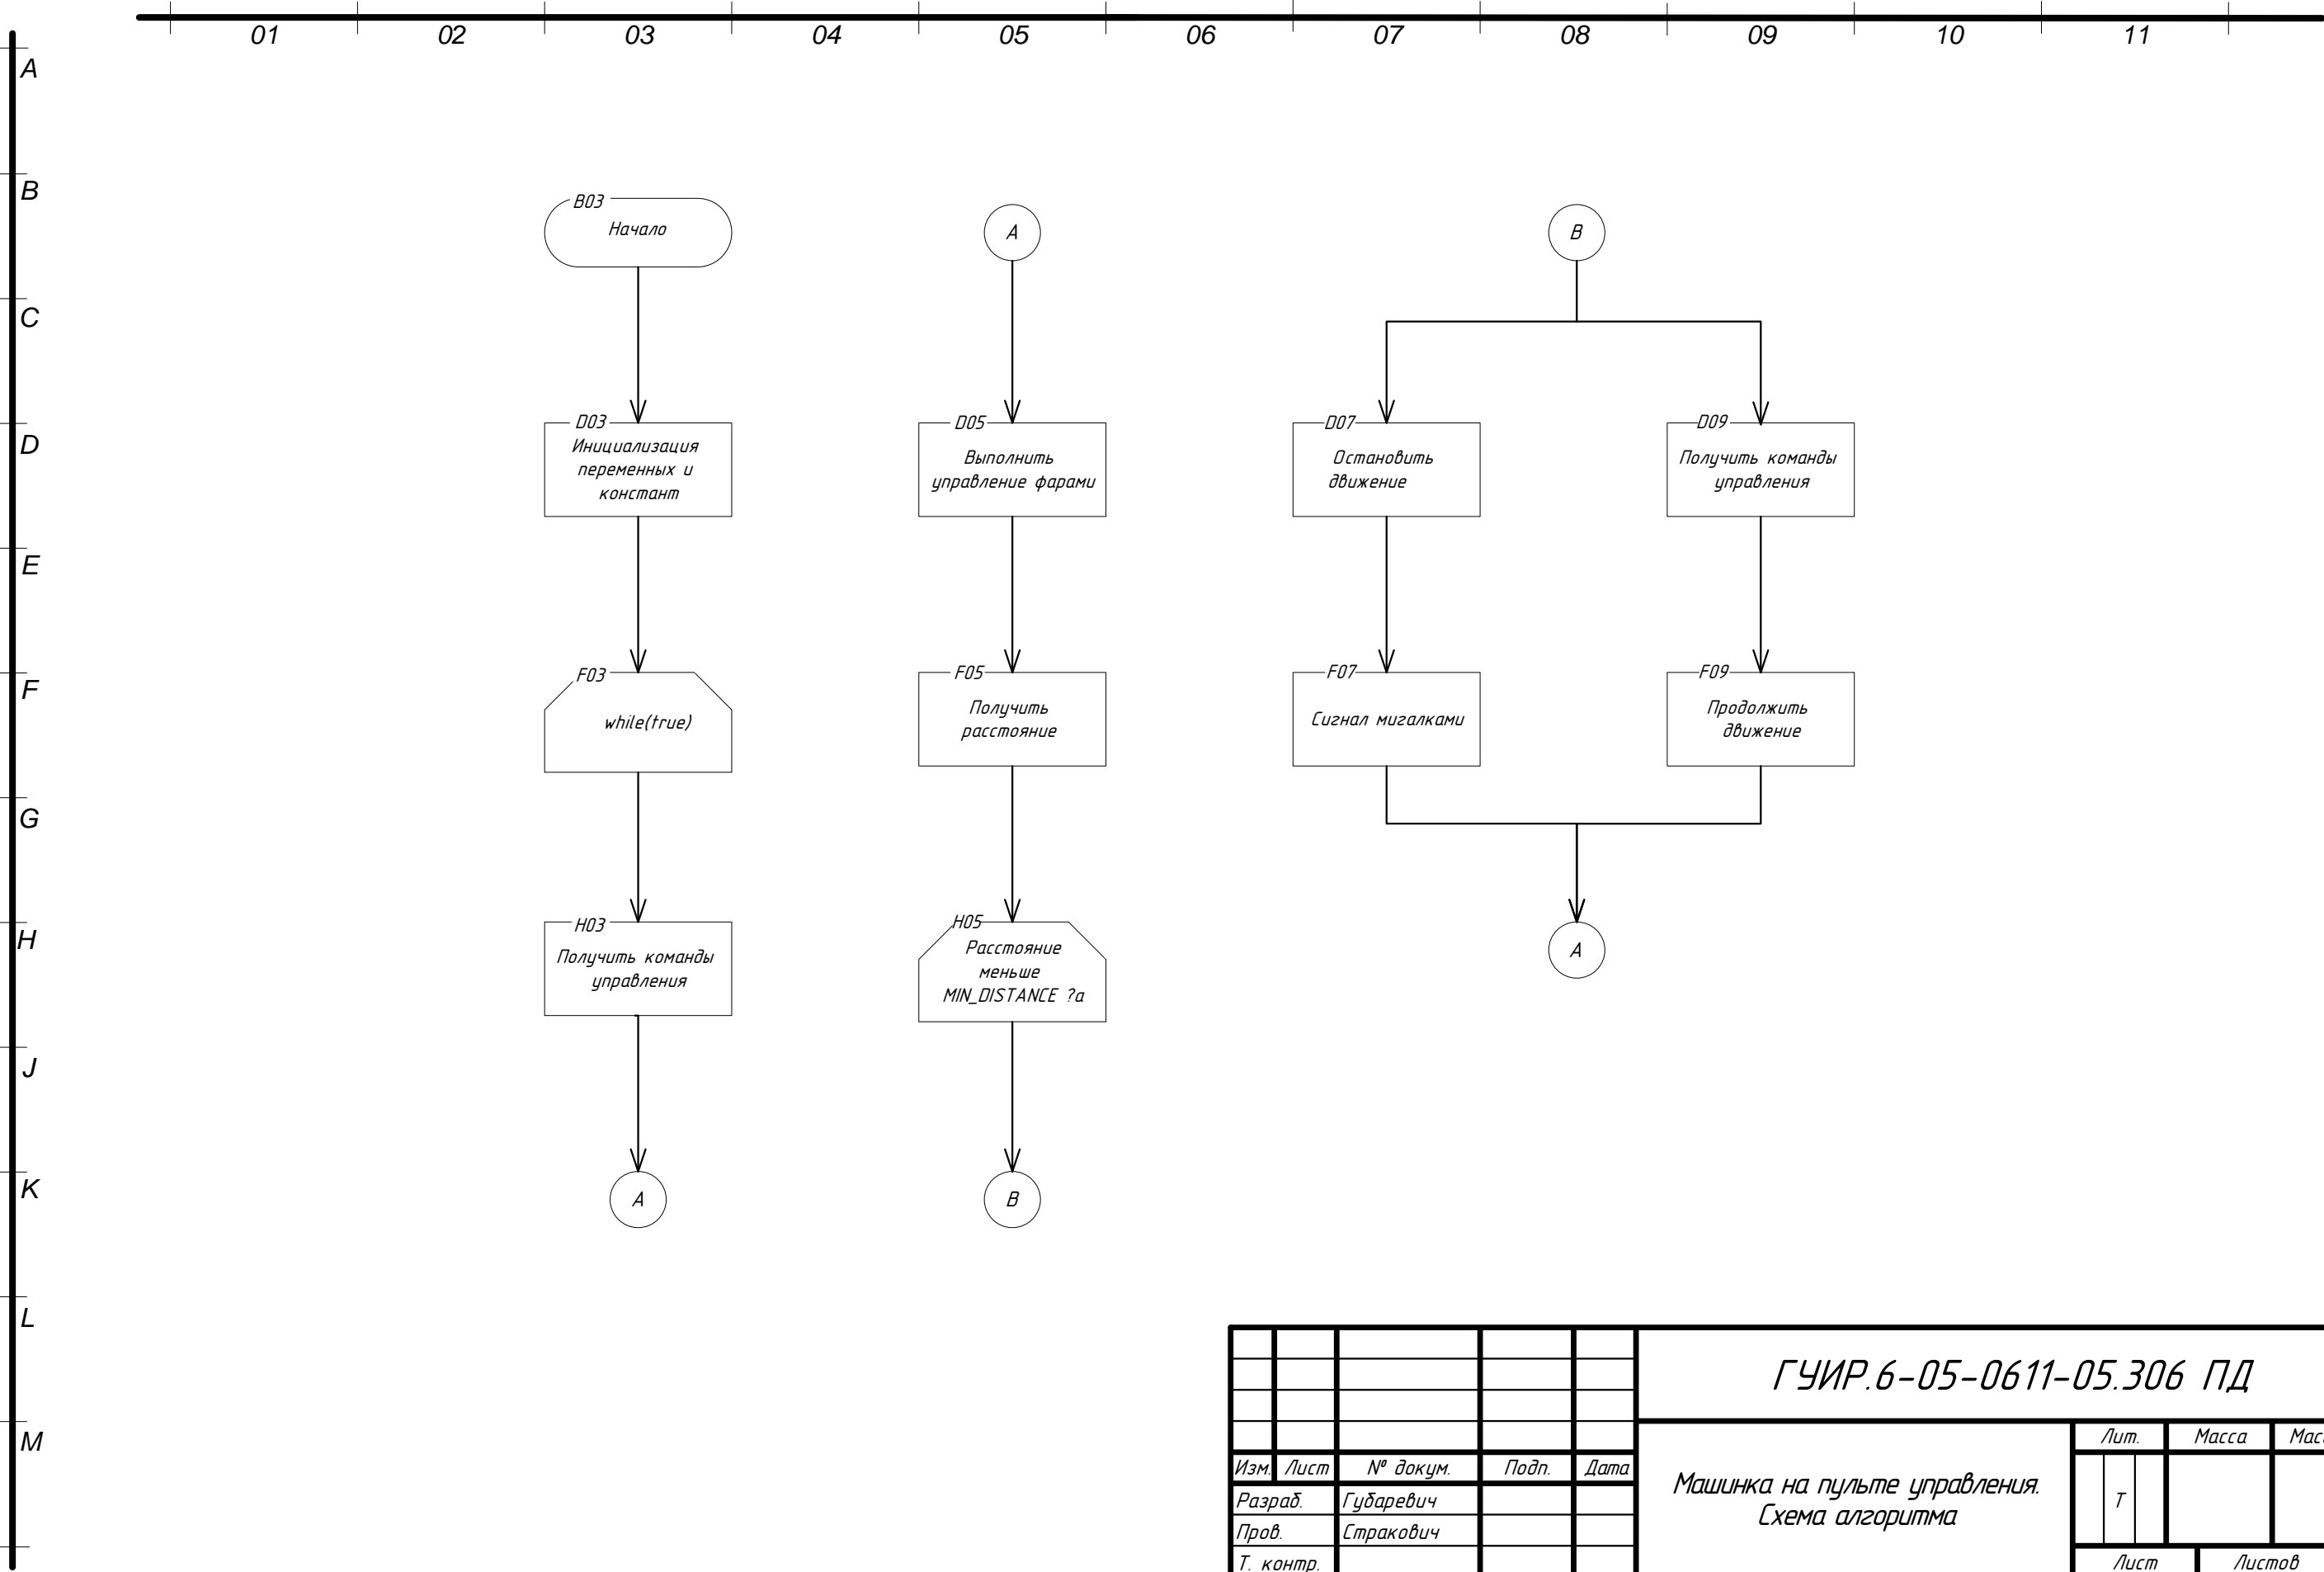 01 02 03 04 05 06 07 08 09 10 11
A
B
C
D
E
F
G
H
J
K
L
M
B03
Начало
D03
Инициализация
переменных и
констант
F03
while(true)
H03
Получить команды
управления
A
A
D05
Выполнить
управление фарами
F05
Получить
расстояние
H05
Расстояние
меньше
MIN_DISTANCE ?а
B
B
D07
Остановить
движение
F07
Сигнал мигалками
D09
Получить команды
управления
F09
Продолжить
движение
A
ГУИР.6-05-0611-05.306 ПД
Изм. Лист № докум. Подп. Дата
Разраб. Губаревич
Пров. Стракович
Т. контр.
Машинка на пульте управления.
Схема алгоритма
Лит. Масса
Т
Лист Листов